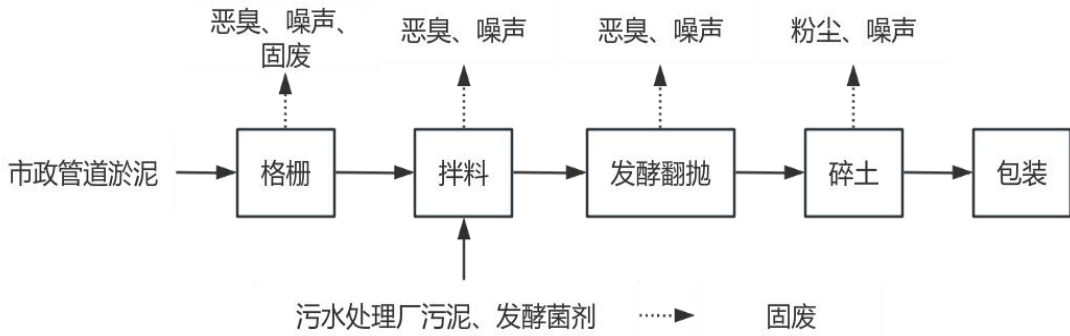 恶臭、噪声、
固废
恶臭、噪声
恶臭、噪声
粉尘、噪声
市政管道淤泥
格栅
拌料
发酵翻抛
碎土
包装
污水处理厂污泥、发酵菌剂
固废